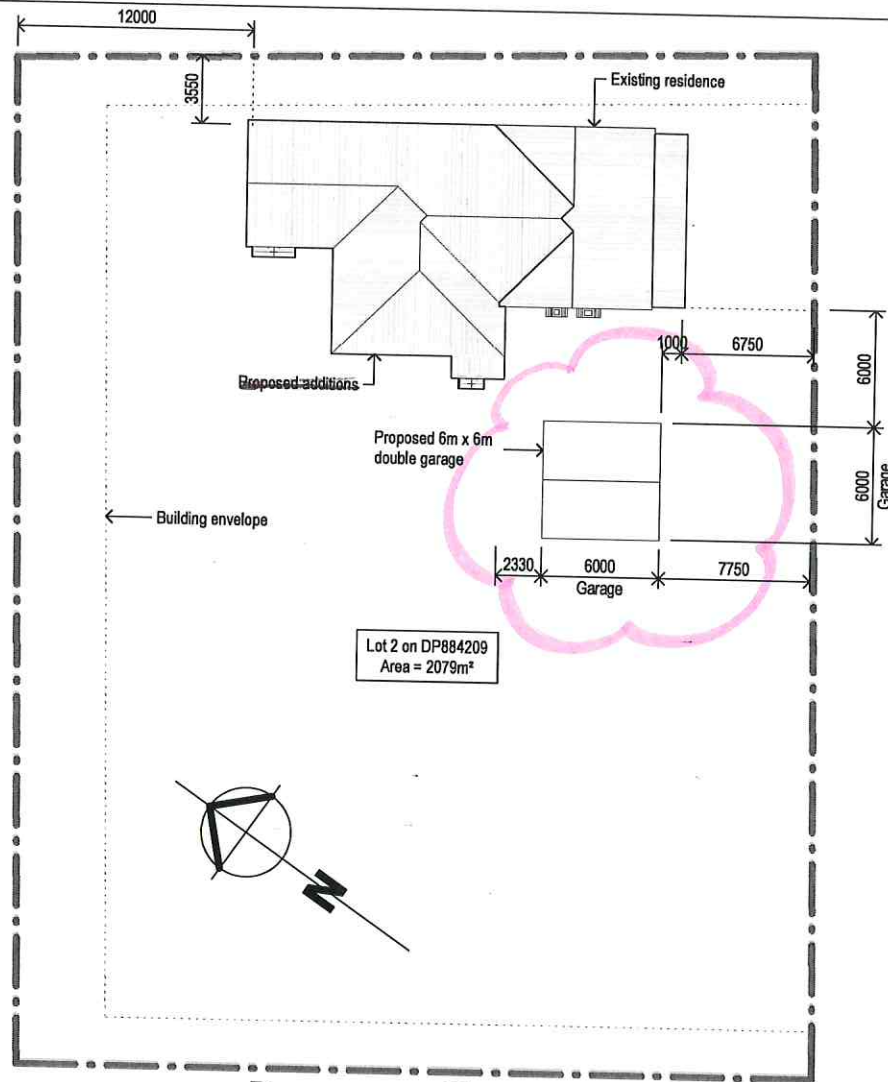 12000
3550
Existing residence
1000
6750
6000
Proposed additions
Proposed 6m x 6m
double garage
6000
Garage
Building envelope
2330
6000
7750
Garage
Lot 2 on DP884209
Area = 2079m²
N